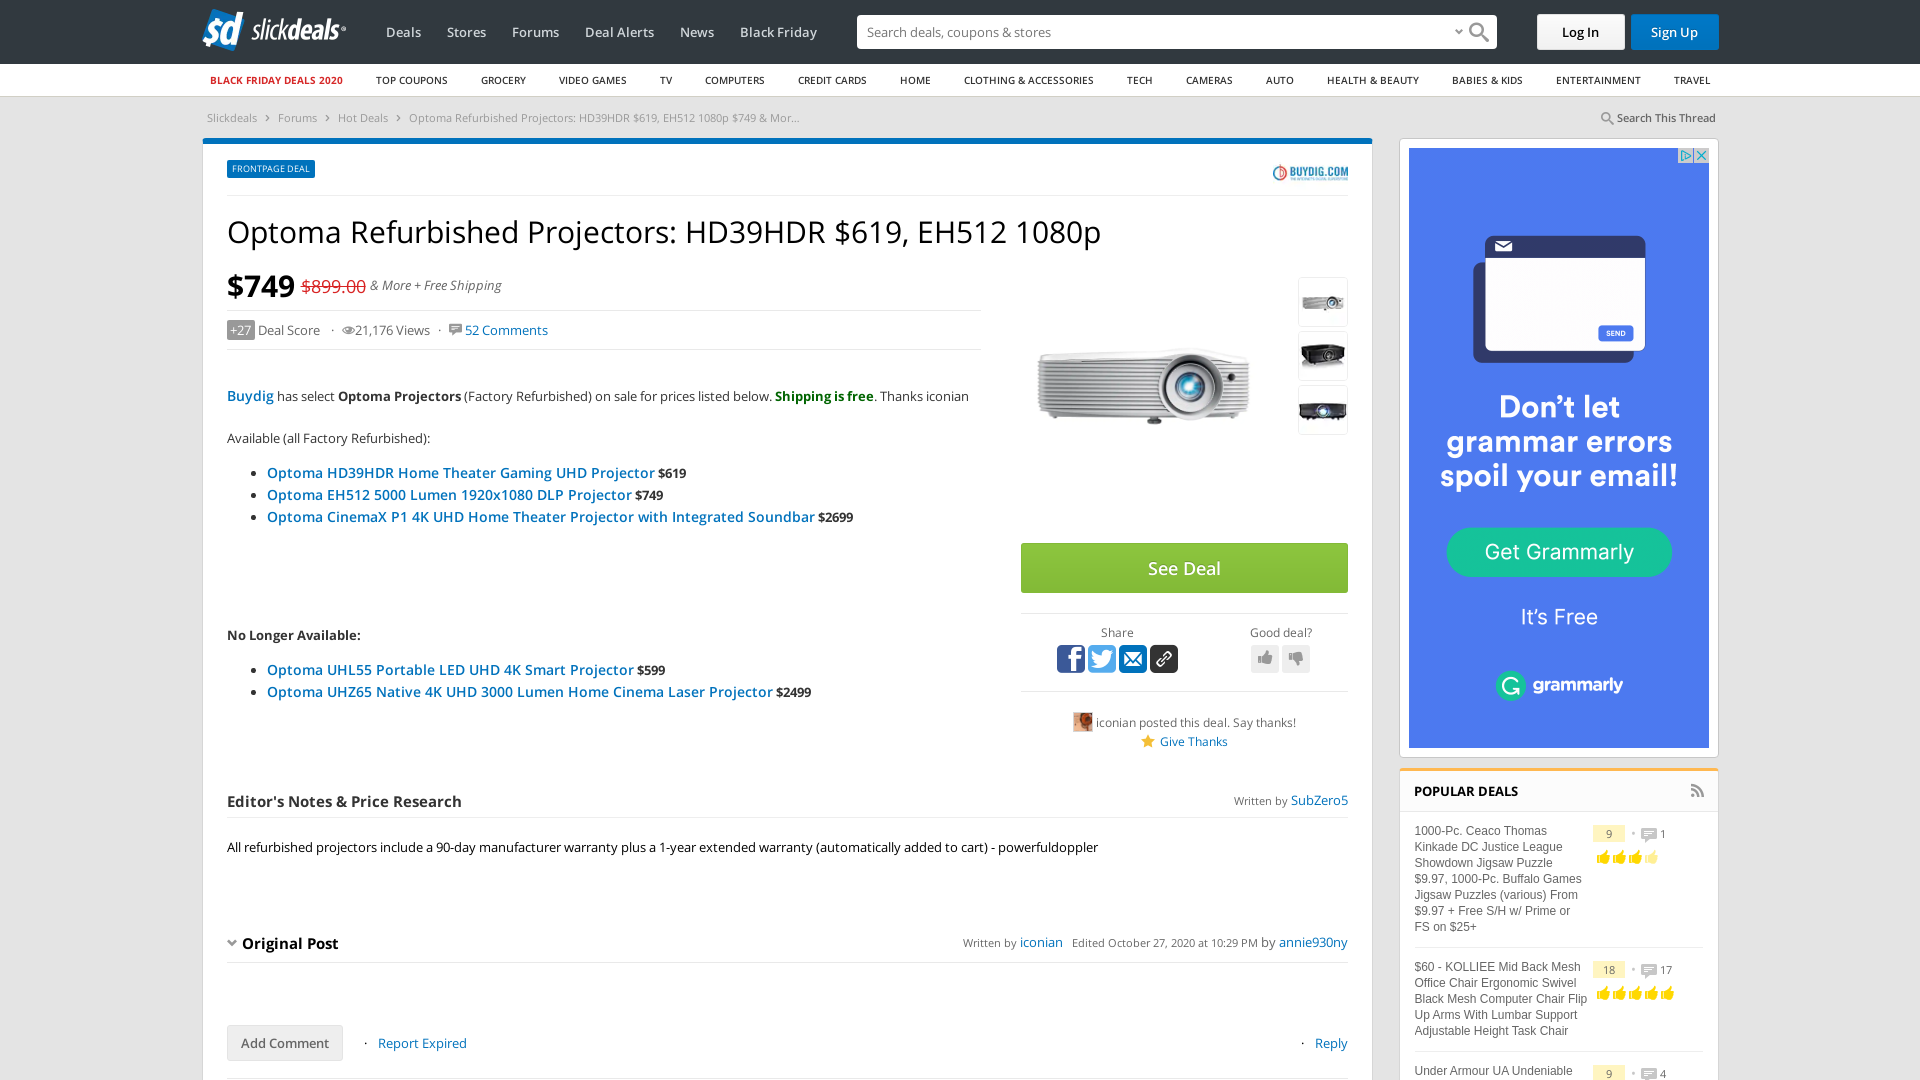 sd slickdeals
Deals Stores Forums Deal Alerts News Black Friday
Search deals, coupons & shares
Log In
Sign Up
BLACK FRIDAY DEALS 2020 TOP COUPONS GROCERY VIDEO GAMES TV COMPUTERS CREDIT CARDS HOME CLOTHING & ACCESSORIES TECH CAMERAS AUTO HEALTH & BEAUTY BABIES & KIDS ENTERTAINMENT TRAVEL
Slickdeals › Forums › Hot Deals › Optoma Refurbished Projectors: HD39HDR $619, EH512 1080p $749 & Mor...
Search This Thread
FRONTPAGE DEAL
BUYDIG.COM
Optoma Refurbished Projectors: HD39HDR $619, EH512 1080p
$749 $899.00 & More + Free Shipping
+27 Deal Score · 21,176 Views · 52 Comments
Buydig has select Optoma Projectors (Factory Refurbished) on sale for prices listed below. Shipping is free. Thanks iconian
Available (all Factory Refurbished):
• Optoma HD39HDR Home Theater Gaming UHD Projector $619
• Optoma EH512 5000 Lumen 1920x1080 DLP Projector $749
• Optoma CinemaX P1 4K UHD Home Theater Projector with Integrated Soundbar $2699
No Longer Available:
• Optoma UHL55 Portable LED UHD 4K Smart Projector $599
• Optoma UHZ65 Native 4K UHD 3000 Lumen Home Cinema Laser Projector $2499
See Deal
Share
Good deal?
iconian posted this deal. Say thanks!
Give Thanks
Editor's Notes & Price Research
Written by SubZero5
All refurbished projectors include a 90-day manufacturer warranty plus a 1-year extended warranty (automatically added to cart) - powerfuldoppler
Original Post
Written by iconian Edited October 27, 2020 at 10:29 PM by annie930ny
Add Comment · Report Expired
· Reply
SEND
Don't let
grammar errors
spoil your email!
Get Grammarly
It's Free
grammarly
POPULAR DEALS
1000-Pc. Ceaco Thomas
Kinkade DC Justice League
Showdown Jigsaw Puzzle
$9.97, 1000-Pc. Buffalo Games
Jigsaw Puzzles (various) From
$9.97 + Free S/H w/ Prime or
FS on $25+
9 • 1
$60 - KOLLIEE Mid Back Mesh
Office Chair Ergonomic Swivel
Black Mesh Computer Chair Flip
Up Arms With Lumbar Support
Adjustable Height Task Chair
18 • 17
Under Armour UA Undeniable
9 • 4